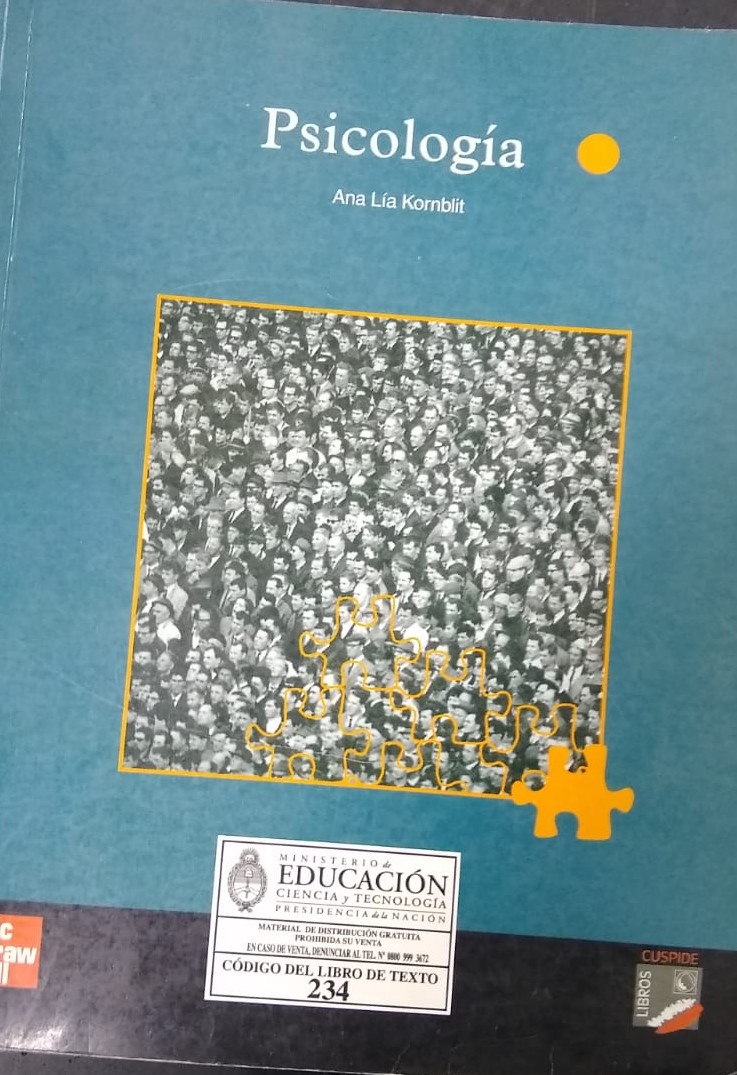 Psicología
Ana Lía Kornblit
MINISTERIO de
EDUCACIÓN
CIENCIA y TECNOLOGÍA
PRESIDENCIA de la NACIÓN
MATERIAL DE DISTRIBUCIÓN GRATUITA
PROHIBIDA SU VENTA
EN CASO DE VENTA, DENUNCIAR AL TEL. Nº 0800 999 3672
CÓDIGO DEL LIBRO DE TEXTO
234
c
raw
ll
CUSPIDE
LIBROS